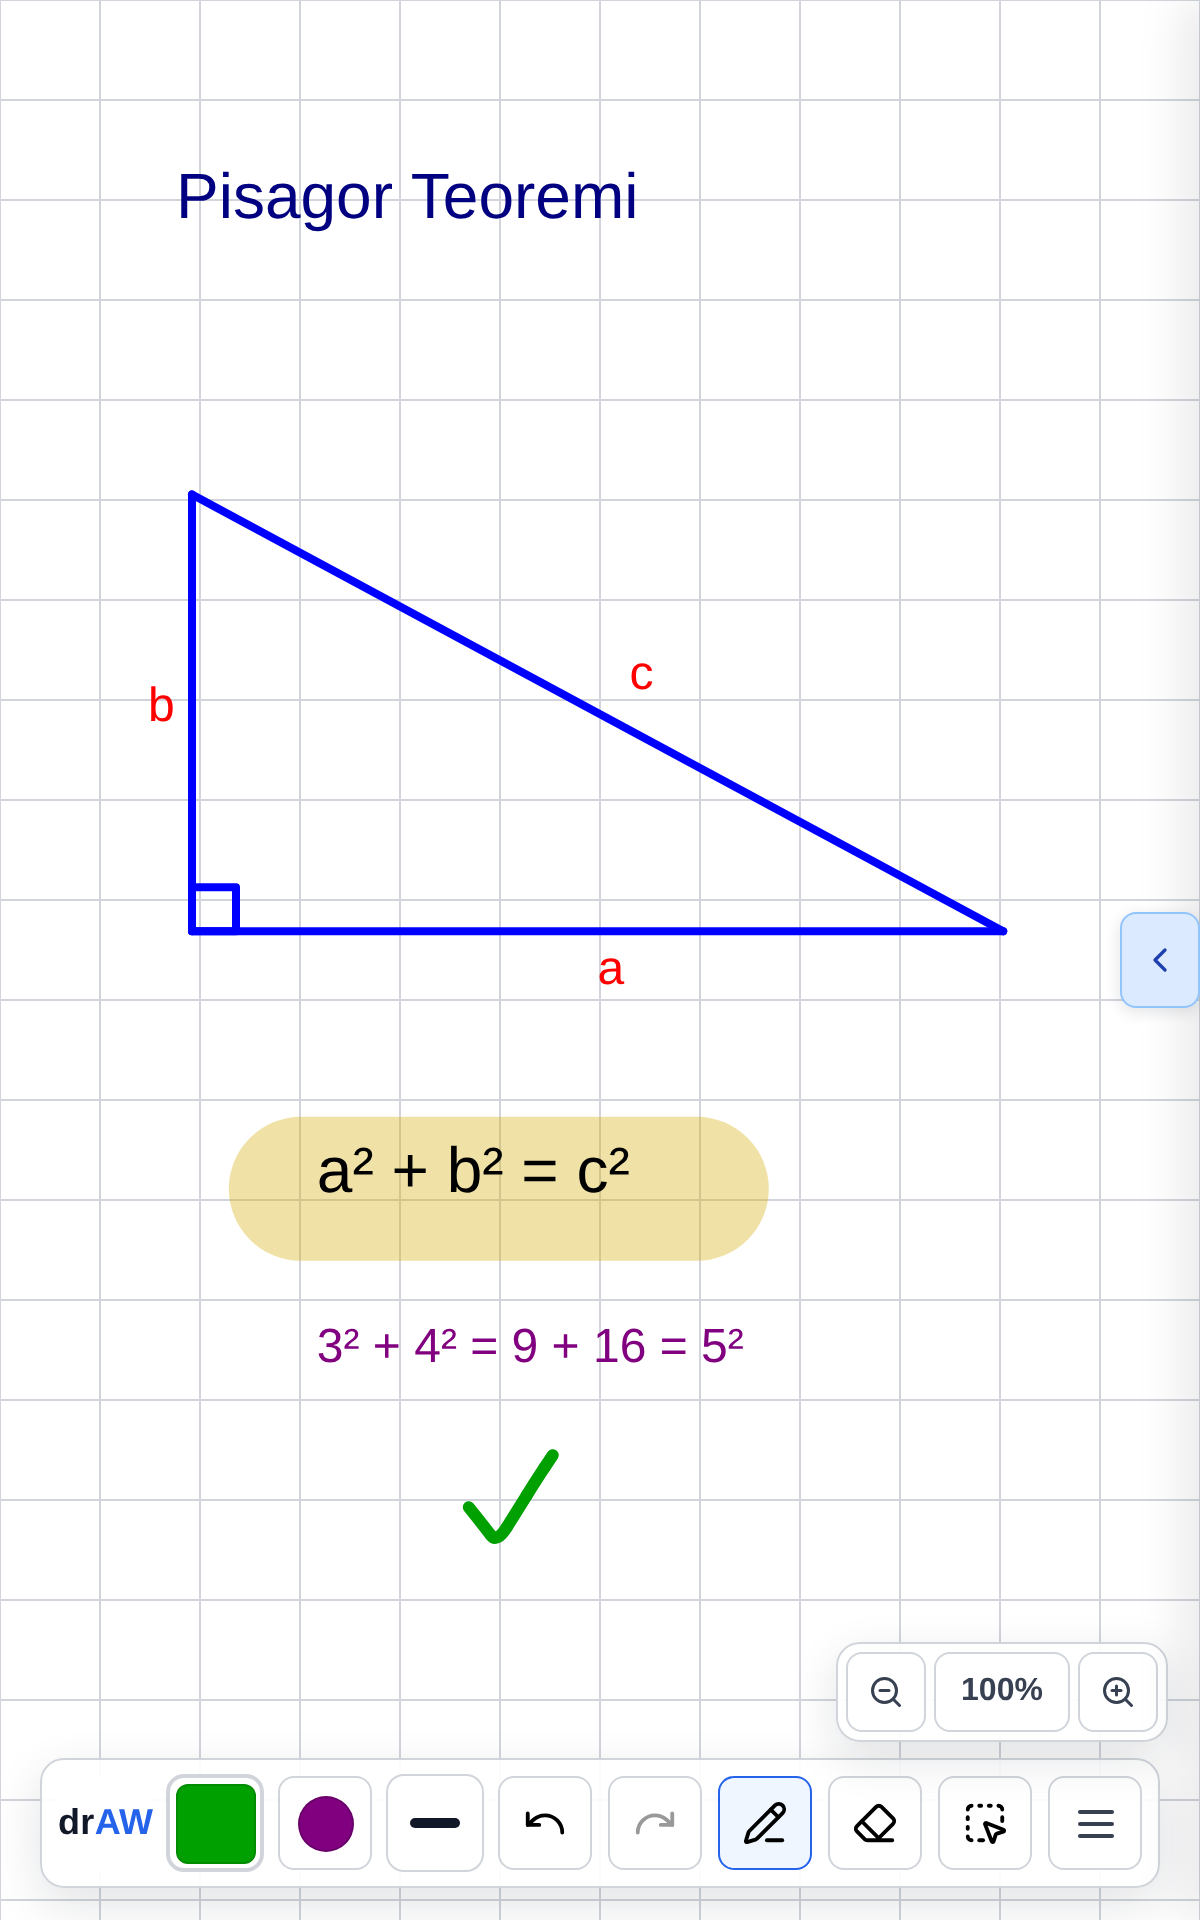 Pisagor Teoremi
b
c
a
a² + b² = c²
3² + 4² = 9 + 16 = 5²
100%
drAW